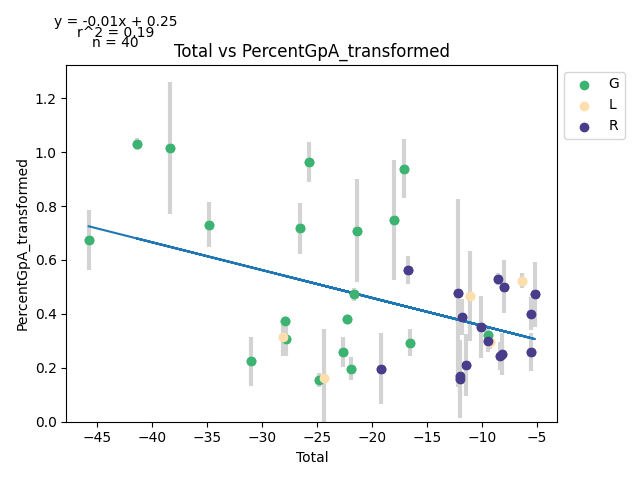 y = -0.01x + 0.25
r^2 = 0.19
n = 40
Total vs PercentGpA_transformed
G
L
R
PercentGpA_transformed
1.2
1.0
0.8
0.6
0.4
0.2
0.0
−45 −40 −35 −30 −25 −20 −15 −10 −5
Total